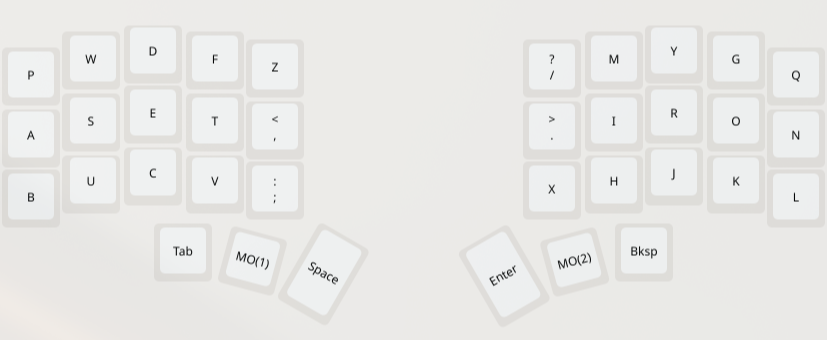 P W D F Z ? / M Y G Q
A S E T < , > . I R O N
B U C V : ; X H J K L
Tab MO(1) Space Enter MO(2) Bksp